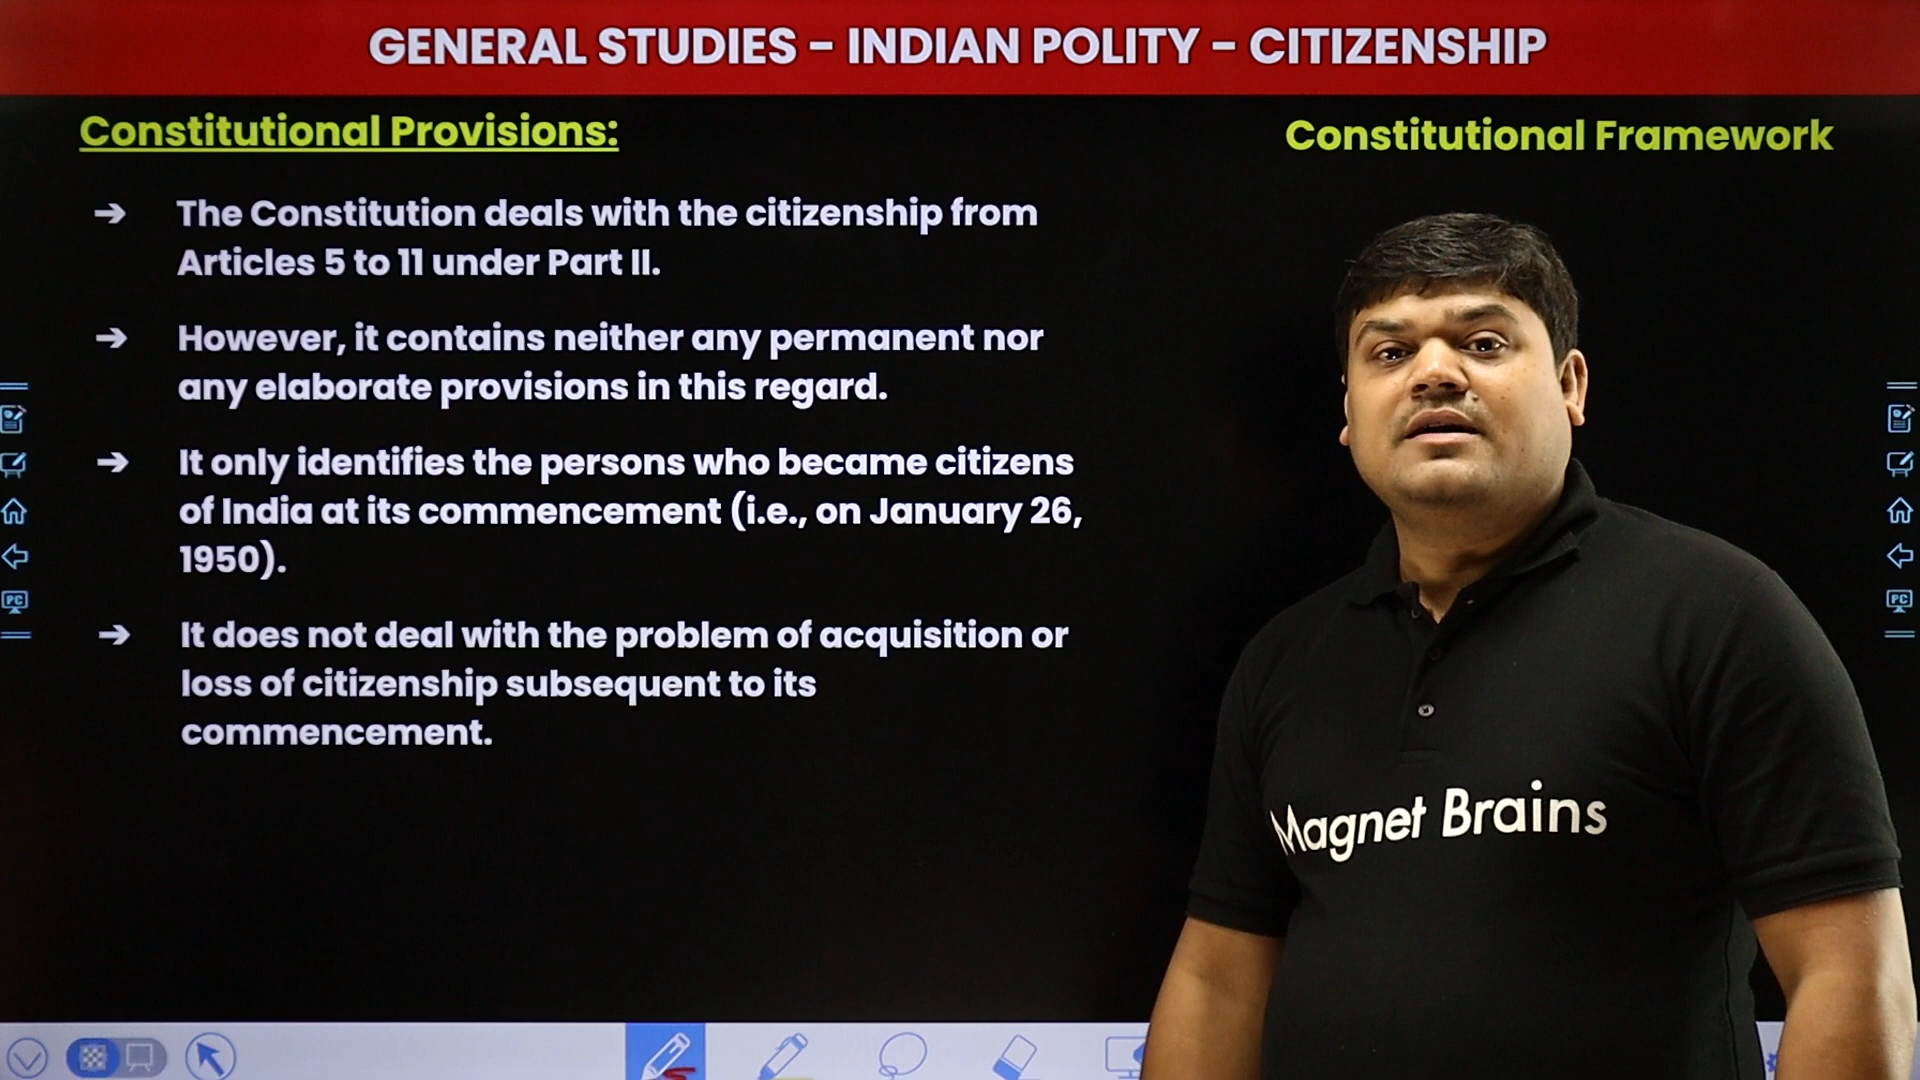 GENERAL STUDIES - INDIAN POLITY - CITIZENSHIP
Constitutional Provisions:
Constitutional Framework
➔ The Constitution deals with the citizenship from
Articles 5 to 11 under Part II.
➔ However, it contains neither any permanent nor
any elaborate provisions in this regard.
➔ It only identifies the persons who became citizens
of India at its commencement (i.e., on January 26,
1950).
➔ It does not deal with the problem of acquisition or
loss of citizenship subsequent to its
commencement.
PC
PC
Magnet Brains